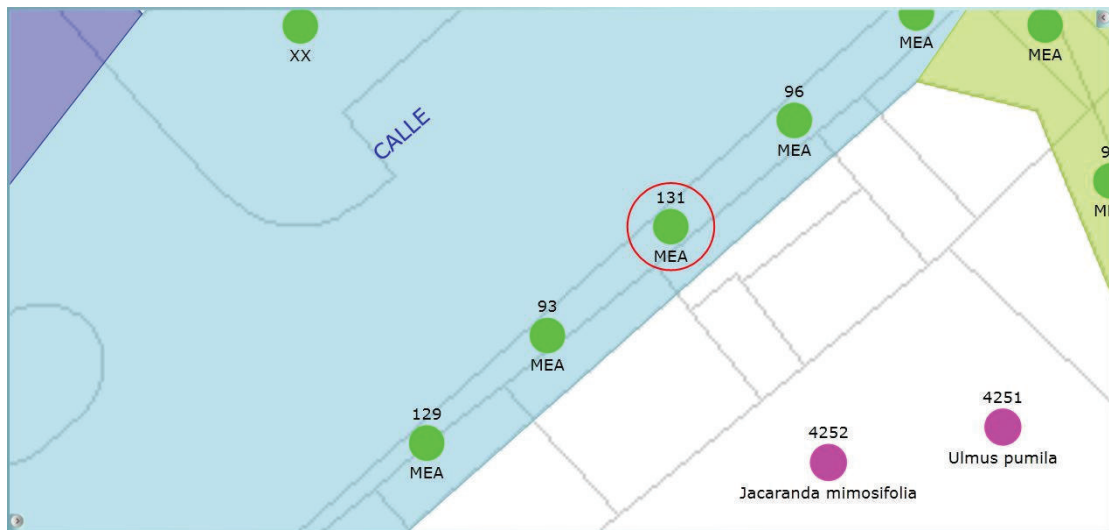 XX
MEA
MEA
CALLE
96
MEA
131
MEA
93
MEA
129
MEA
4251
Ulmus pumila
4252
Jacaranda mimosifolia